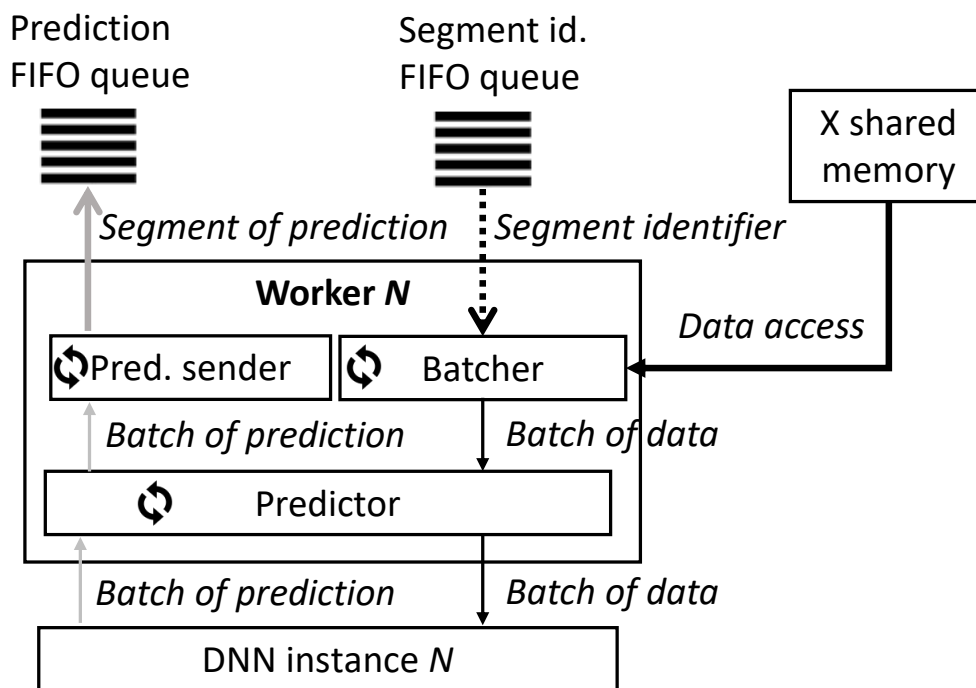 Prediction
FIFO queue
Segment id.
FIFO queue
X shared
memory
Segment of prediction
Segment identifier
Worker N
Data access
Pred. sender
Batcher
Batch of prediction
Batch of data
Predictor
Batch of prediction
Batch of data
DNN instance N